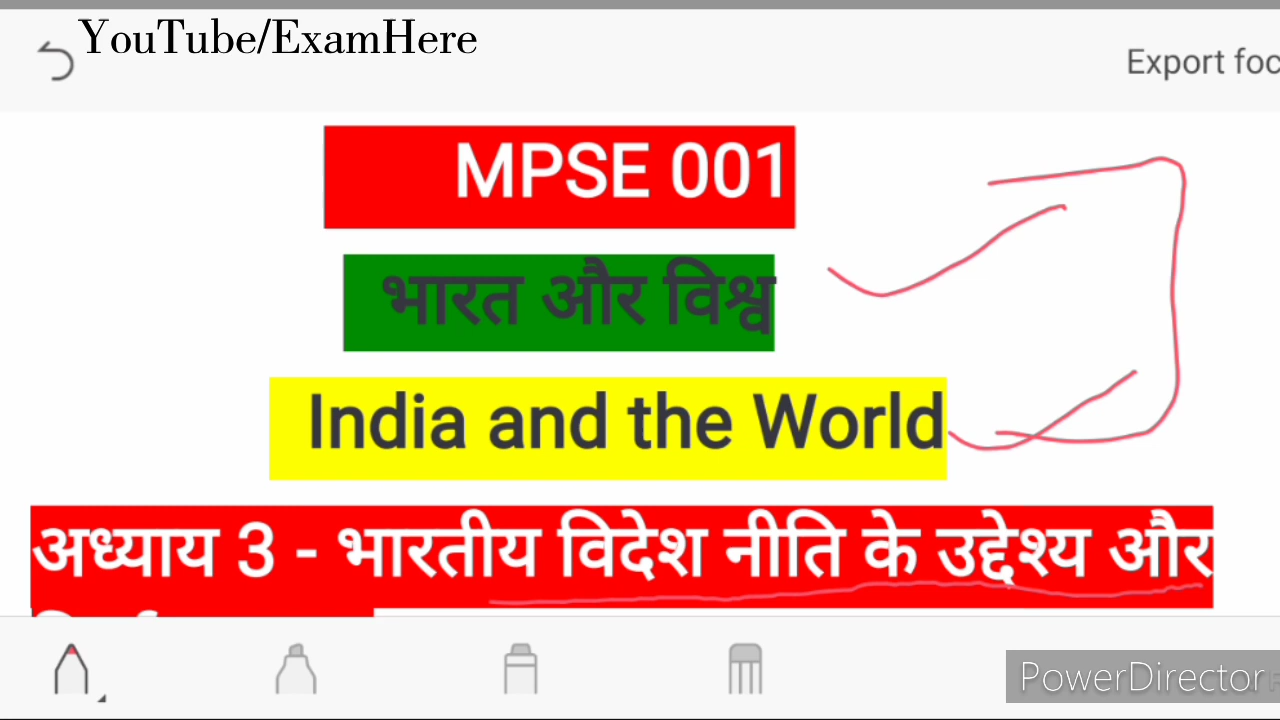 YouTube/ExamHere
Export foc
MPSE 001
भारत और विश्व
India and the World
अध्याय 3 - भारतीय विदेश नीति के उद्देश्य और
PowerDirector